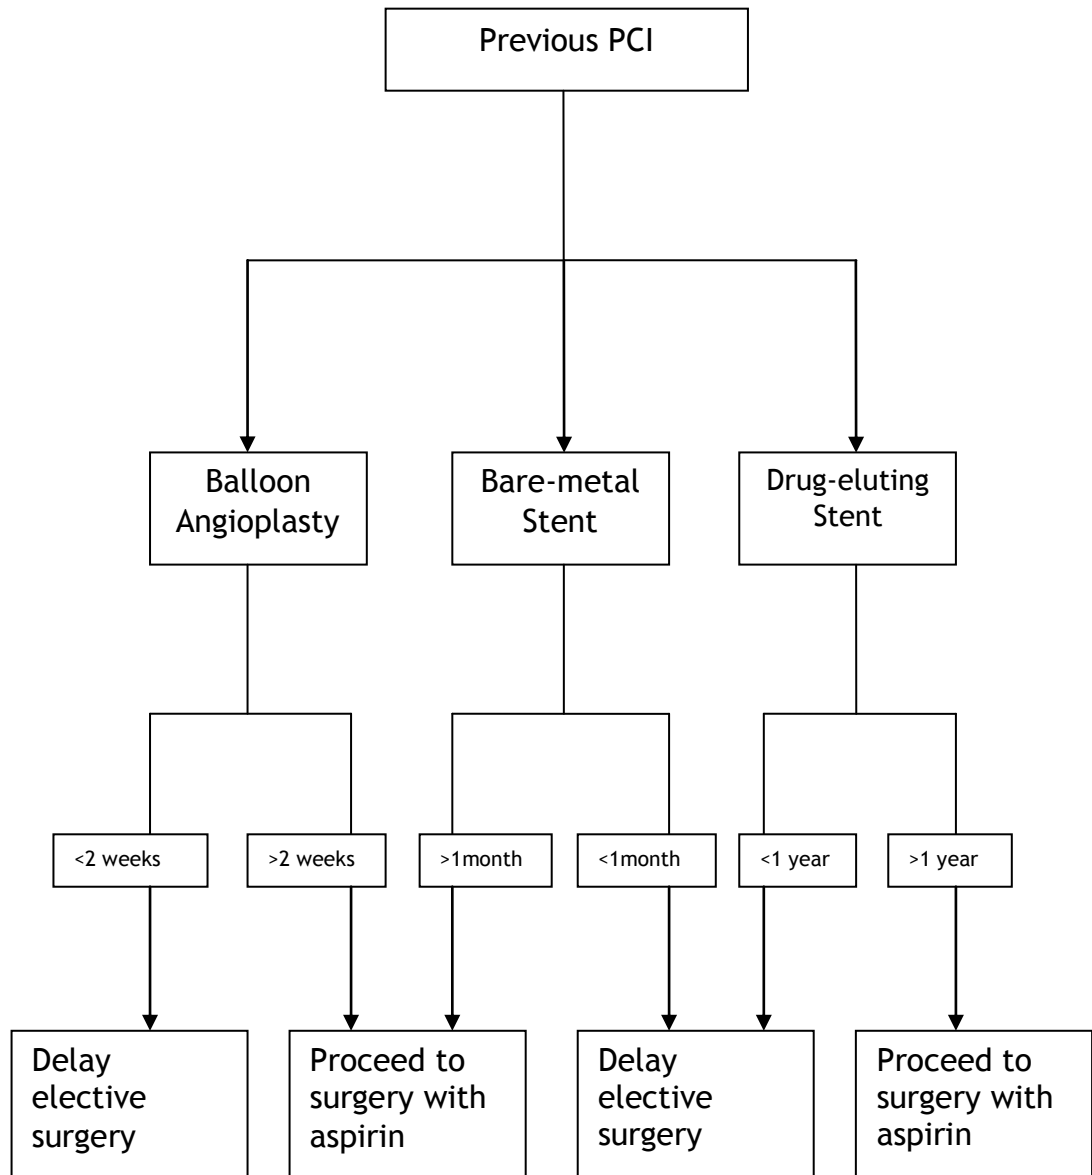 Previous PCI
Balloon
Angioplasty
Bare-metal
Stent
Drug-eluting
Stent
<2 weeks
>2 weeks
>1month
<1month
<1 year
>1 year
Delay
elective
surgery
Proceed to
surgery with
aspirin
Delay
elective
surgery
Proceed to
surgery with
aspirin